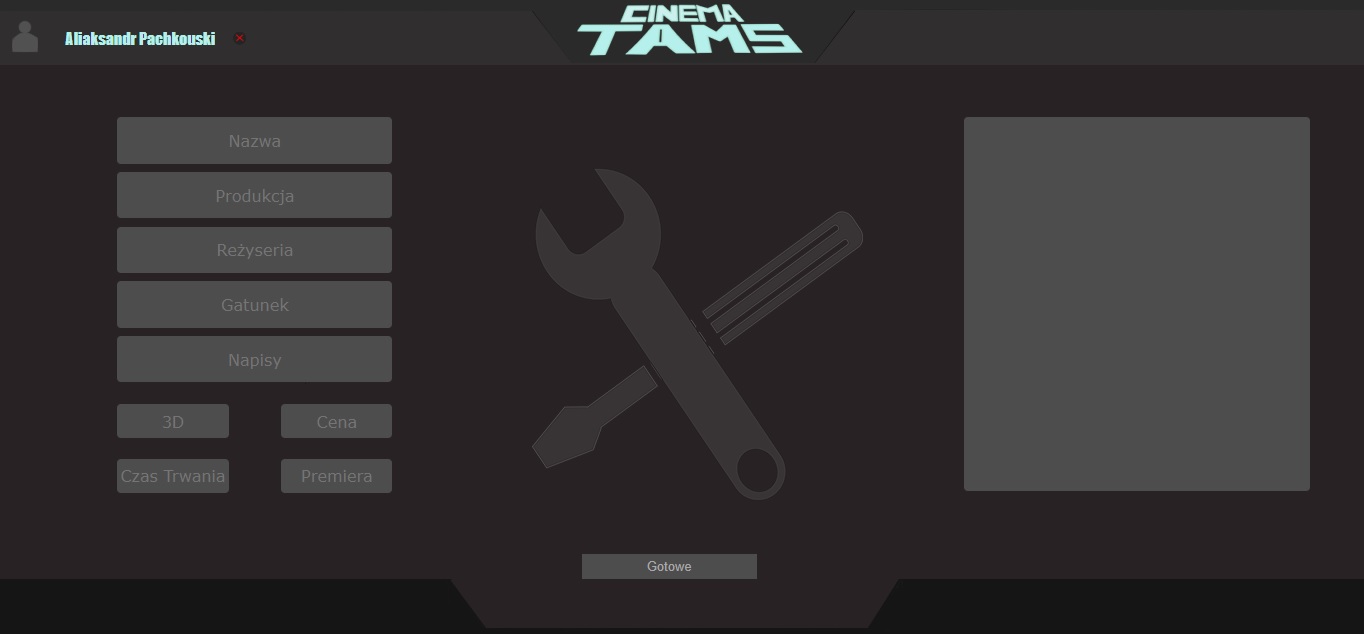 Aliaksandr Pachkouski
CINEMA
TAMS
Nazwa
Produkcja
Reżyseria
Gatunek
Napisy
3D
Cena
Czas Trwania
Premiera
Gotowe